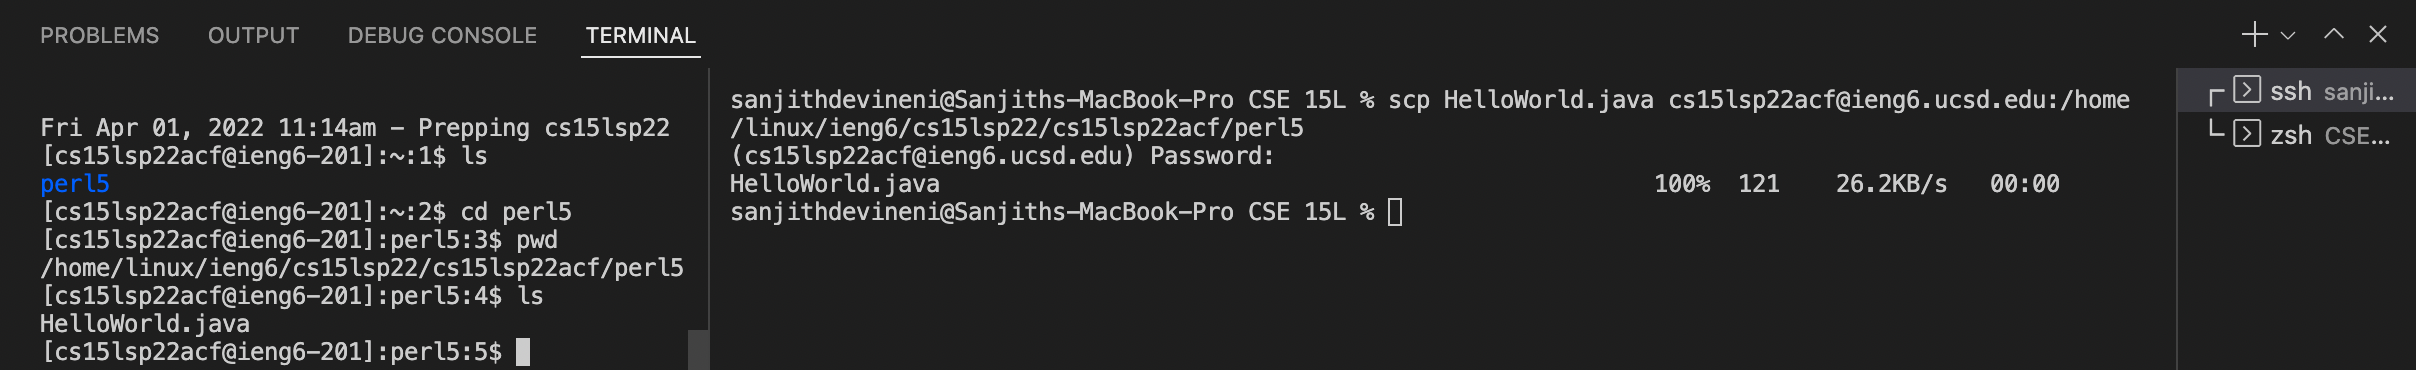 PROBLEMS OUTPUT DEBUG CONSOLE TERMINAL
Fri Apr 01, 2022 11:14am - Prepping cs15lsp22
[cs15lsp22acf@ieng6-201]:~:1$ ls
perl5
[cs15lsp22acf@ieng6-201]:~:2$ cd perl5
[cs15lsp22acf@ieng6-201]:perl5:3$ pwd
/home/linux/ieng6/cs15lsp22/cs15lsp22acf/perl5
[cs15lsp22acf@ieng6-201]:perl5:4$ ls
HelloWorld.java
[cs15lsp22acf@ieng6-201]:perl5:5$
sanjithdevineni@Sanjiths-MacBook-Pro CSE 15L % scp HelloWorld.java cs15lsp22acf@ieng6.ucsd.edu:/home
/linux/ieng6/cs15lsp22/cs15lsp22acf/perl5
(cs15lsp22acf@ieng6.ucsd.edu) Password:
HelloWorld.java 100% 121 26.2KB/s 00:00
sanjithdevineni@Sanjiths-MacBook-Pro CSE 15L %
ssh sanji...
zsh CSE...